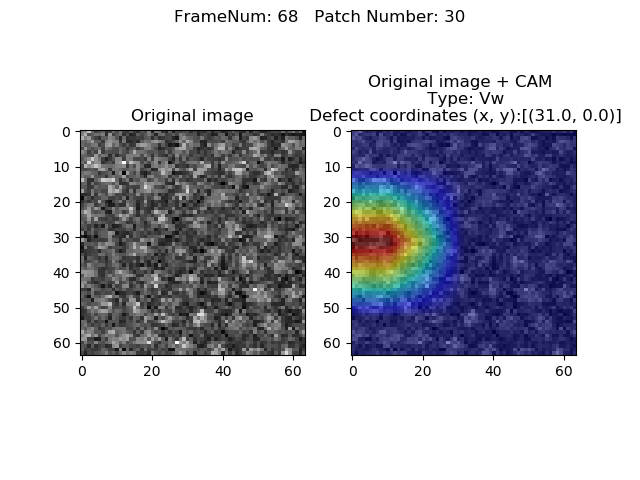 FrameNum: 68   Patch Number: 30
Original image
0
10
20
30
40
50
60
0 20 40 60
Original image + CAM
Type: Vw
Defect coordinates (x, y):[(31.0, 0.0)]
0
10
20
30
40
50
60
0 20 40 60